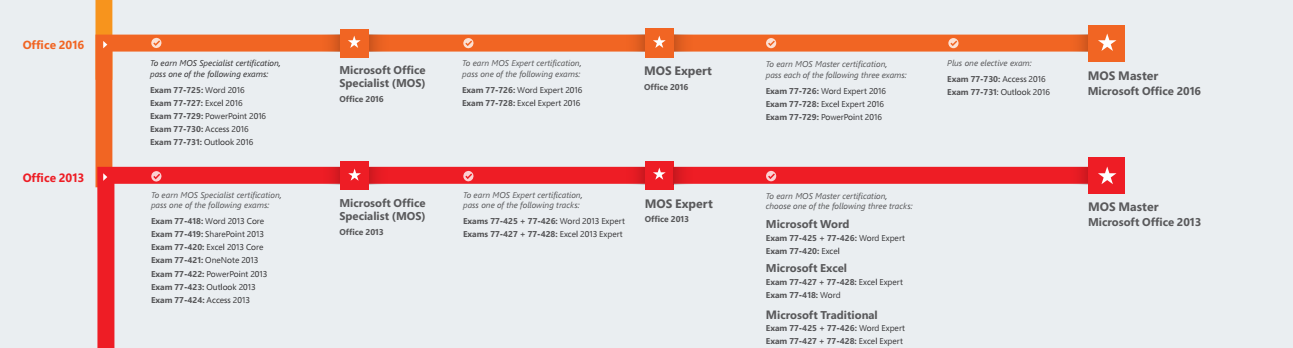 Office 2016
To earn MOS Specialist certification,
pass one of the following exams:
Exam 77-725: Word 2016
Exam 77-727: Excel 2016
Exam 77-729: PowerPoint 2016
Exam 77-730: Access 2016
Exam 77-731: Outlook 2016
Microsoft Office
Specialist (MOS)
Office 2016
To earn MOS Expert certification,
pass one of the following exams:
Exam 77-726: Word Expert 2016
Exam 77-728: Excel Expert 2016
MOS Expert
Office 2016
To earn MOS Master certification,
pass each of the following three exams:
Exam 77-726: Word Expert 2016
Exam 77-728: Excel Expert 2016
Exam 77-729: PowerPoint 2016
Plus one elective exam:
Exam 77-730: Access 2016
Exam 77-731: Outlook 2016
MOS Master
Microsoft Office 2016
Office 2013
To earn MOS Specialist certification,
pass one of the following exams:
Exam 77-418: Word 2013 Core
Exam 77-419: SharePoint 2013
Exam 77-420: Excel 2013 Core
Exam 77-421: OneNote 2013
Exam 77-422: PowerPoint 2013
Exam 77-423: Outlook 2013
Exam 77-424: Access 2013
Microsoft Office
Specialist (MOS)
Office 2013
To earn MOS Expert certification,
pass one of the following tracks:
Exams 77-425 + 77-426: Word 2013 Expert
Exams 77-427 + 77-428: Excel 2013 Expert
MOS Expert
Office 2013
To earn MOS Master certification,
choose one of the following three tracks:
Microsoft Word
Exam 77-425 + 77-426: Word Expert
Exam 77-420: Excel
Microsoft Excel
Exam 77-427 + 77-428: Excel Expert
Exam 77-418: Word
Microsoft Traditional
Exam 77-425 + 77-426: Word Expert
Exam 77-427 + 77-428: Excel Expert
MOS Master
Microsoft Office 2013